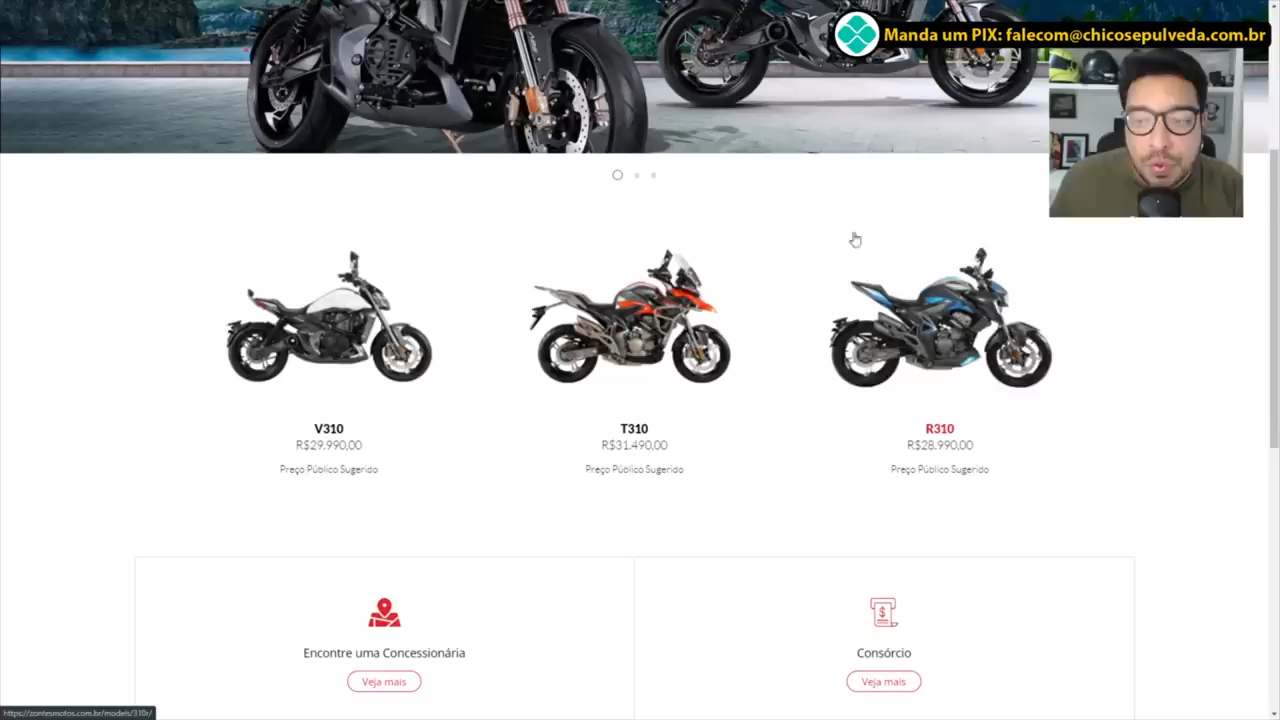 Manda um PIX: falecom@chicosepulveda.com.br
V310
R$29.990,00
Preço Público Sugerido
T310
R$31.490,00
Preço Público Sugerido
R310
R$28.990,00
Preço Público Sugerido
Encontre uma Concessionária
Veja mais
Consórcio
Veja mais
https://zontesmotos.com.br/models/310r/